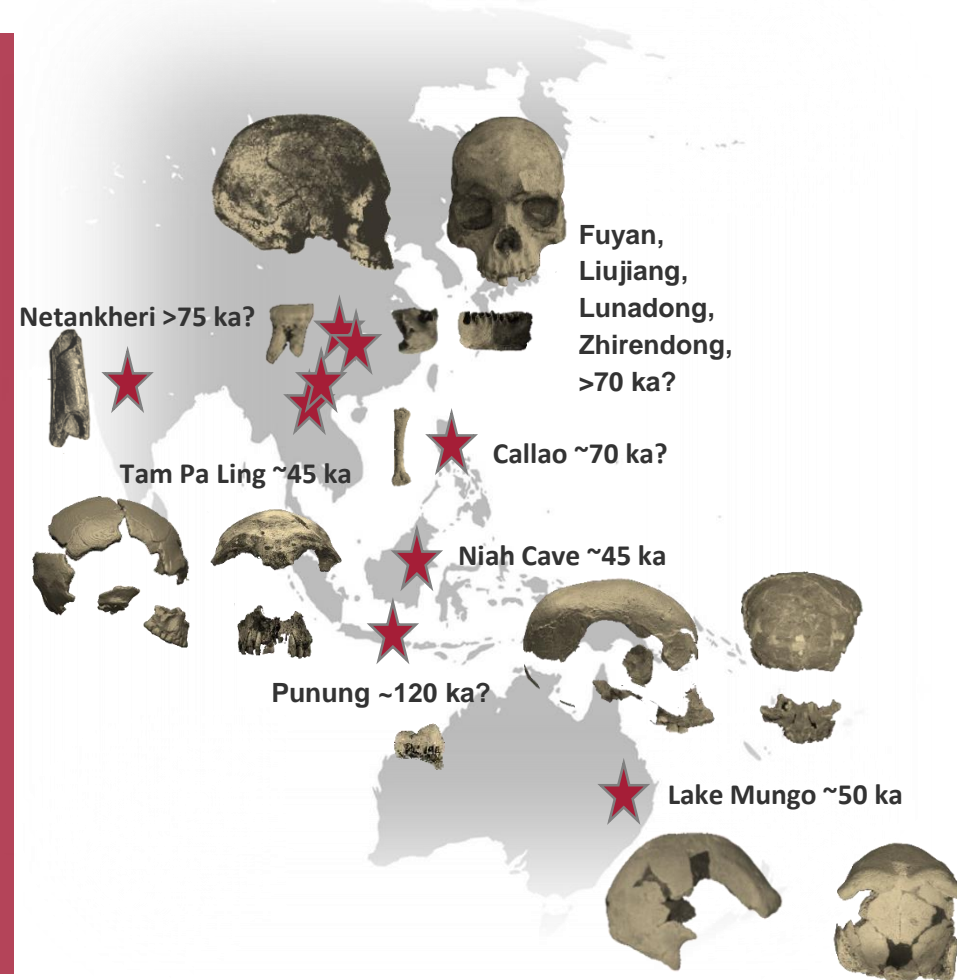 Fuyan,
Liujiang,
Lunadong,
Zhirendong,
>70 ka?
Netankheri >75 ka?
Callao ~70 ka?
Tam Pa Ling ~45 ka
Niah Cave ~45 ka
Punung ~120 ka?
Lake Mungo ~50 ka